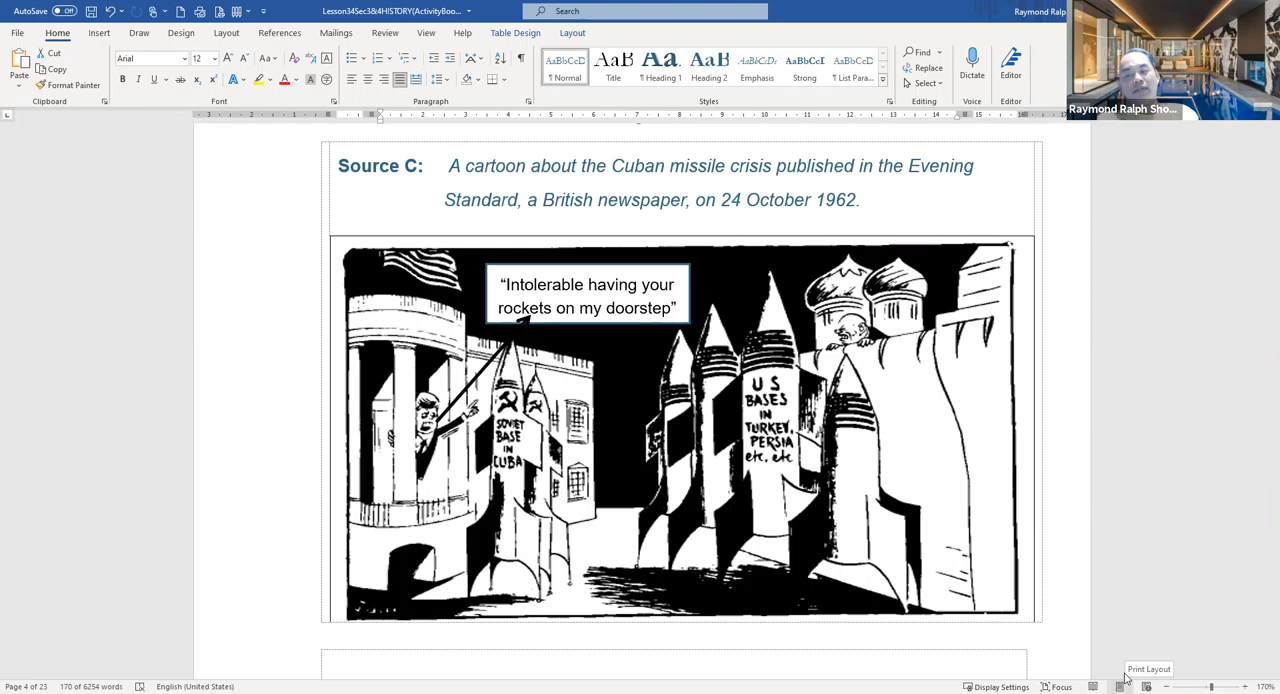 AutoSave Off Lesson34Sec3&4HISTORY(ActivityBoo... Search Raymond Ralp
File Home Insert Draw Design Layout References Mailings Review View Help Table Design Layout
Cut
Copy
Format Painter
Paste
Arial 12
Find
Replace
Select
Dictate
Editor
AaBbCcD AaB Aa. AaB AaBbCcDt AaBbCcL AaBbCcD
¶ Normal Title ¶ Heading 1 Heading 2 Emphasis Strong ¶ List Para...
Clipboard Font Paragraph Styles Editing Voice Editor
Raymond Ralph Sho...
Source C: A cartoon about the Cuban missile crisis published in the Evening
Standard, a British newspaper, on 24 October 1962.
“Intolerable having your
rockets on my doorstep”
SOVIET
BASE
IN
CUBA
U S
BASES
IN
TURKEY,
PERSIA
etc. etc
Print Layout
Page 4 of 23 170 of 6254 words English (United States) Display Settings Focus 170%